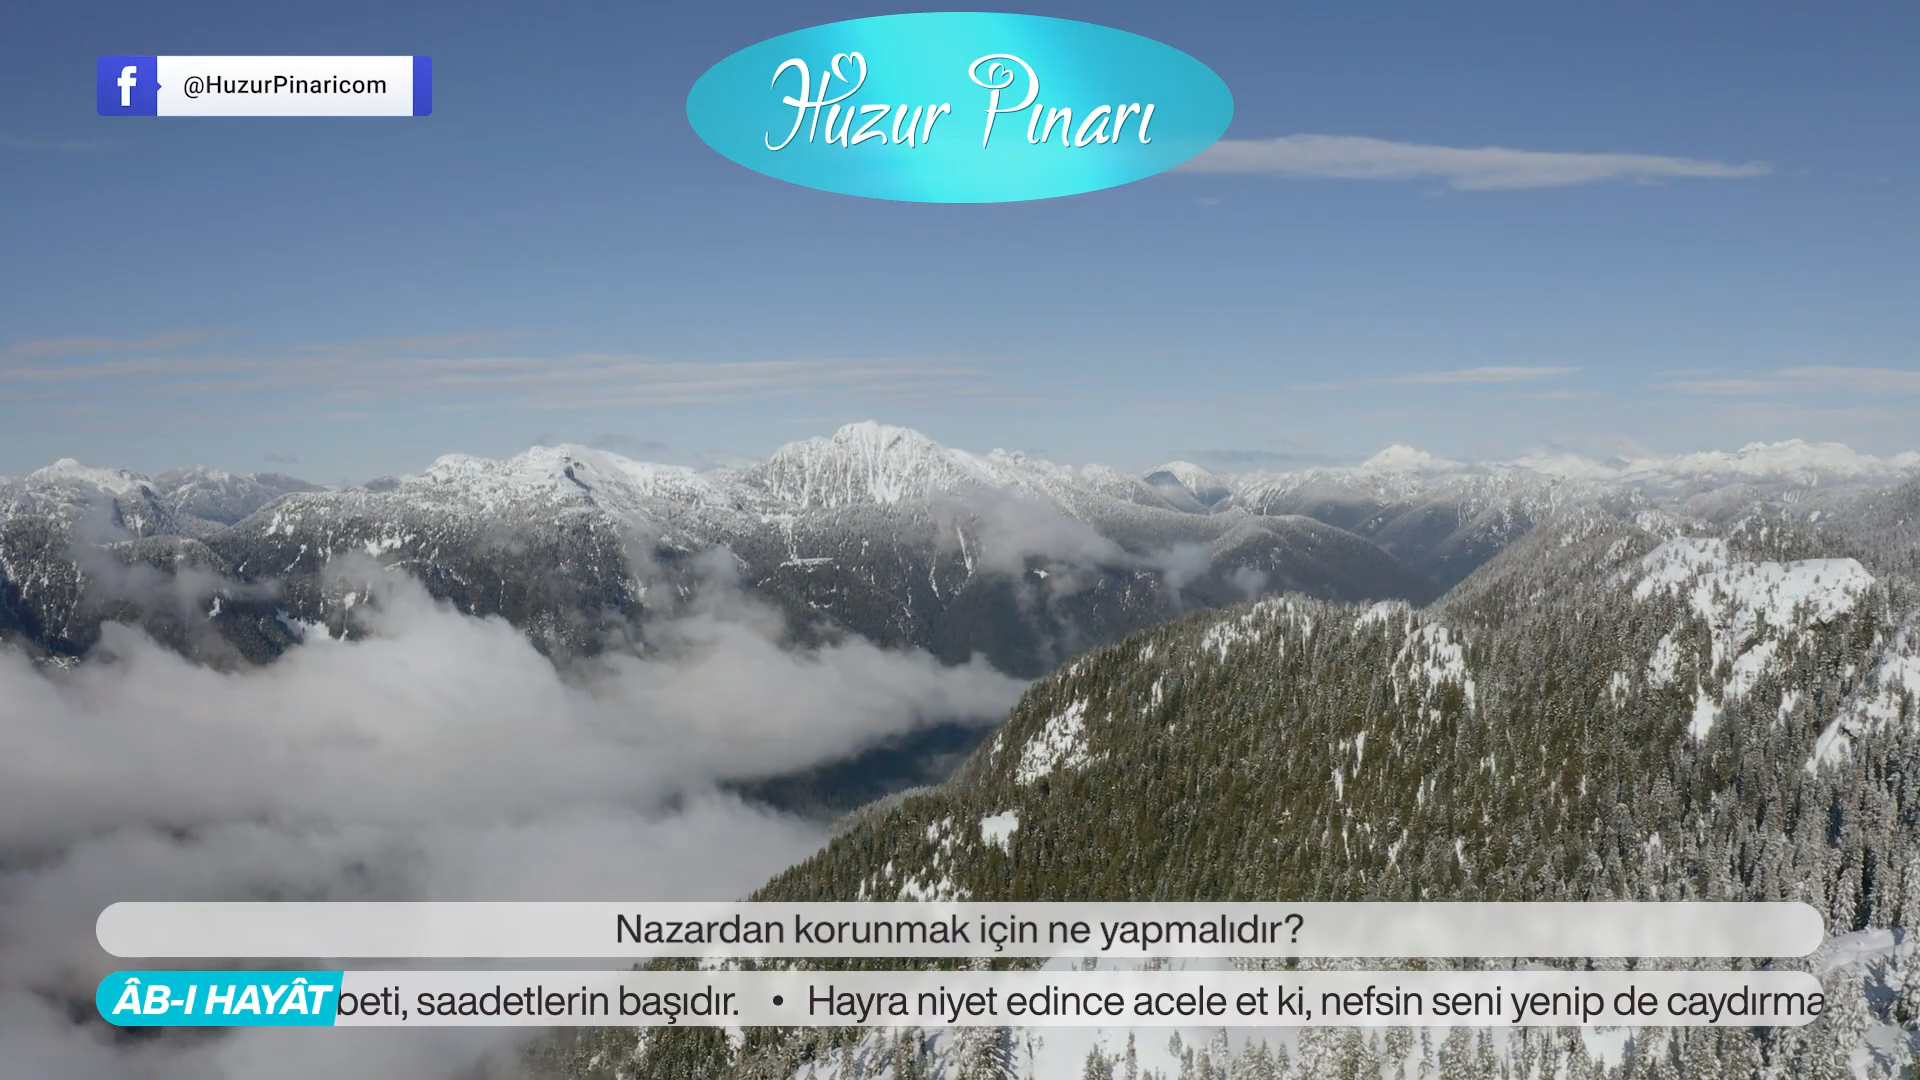 @HuzurPinaricom
Huzur Pınarı
Nazardan korunmak için ne yapmalıdır?
ÂB-I HAYÂT
beti, saadetlerin başıdır. • Hayra niyet edince acele et ki, nefsin seni yenip de caydırma